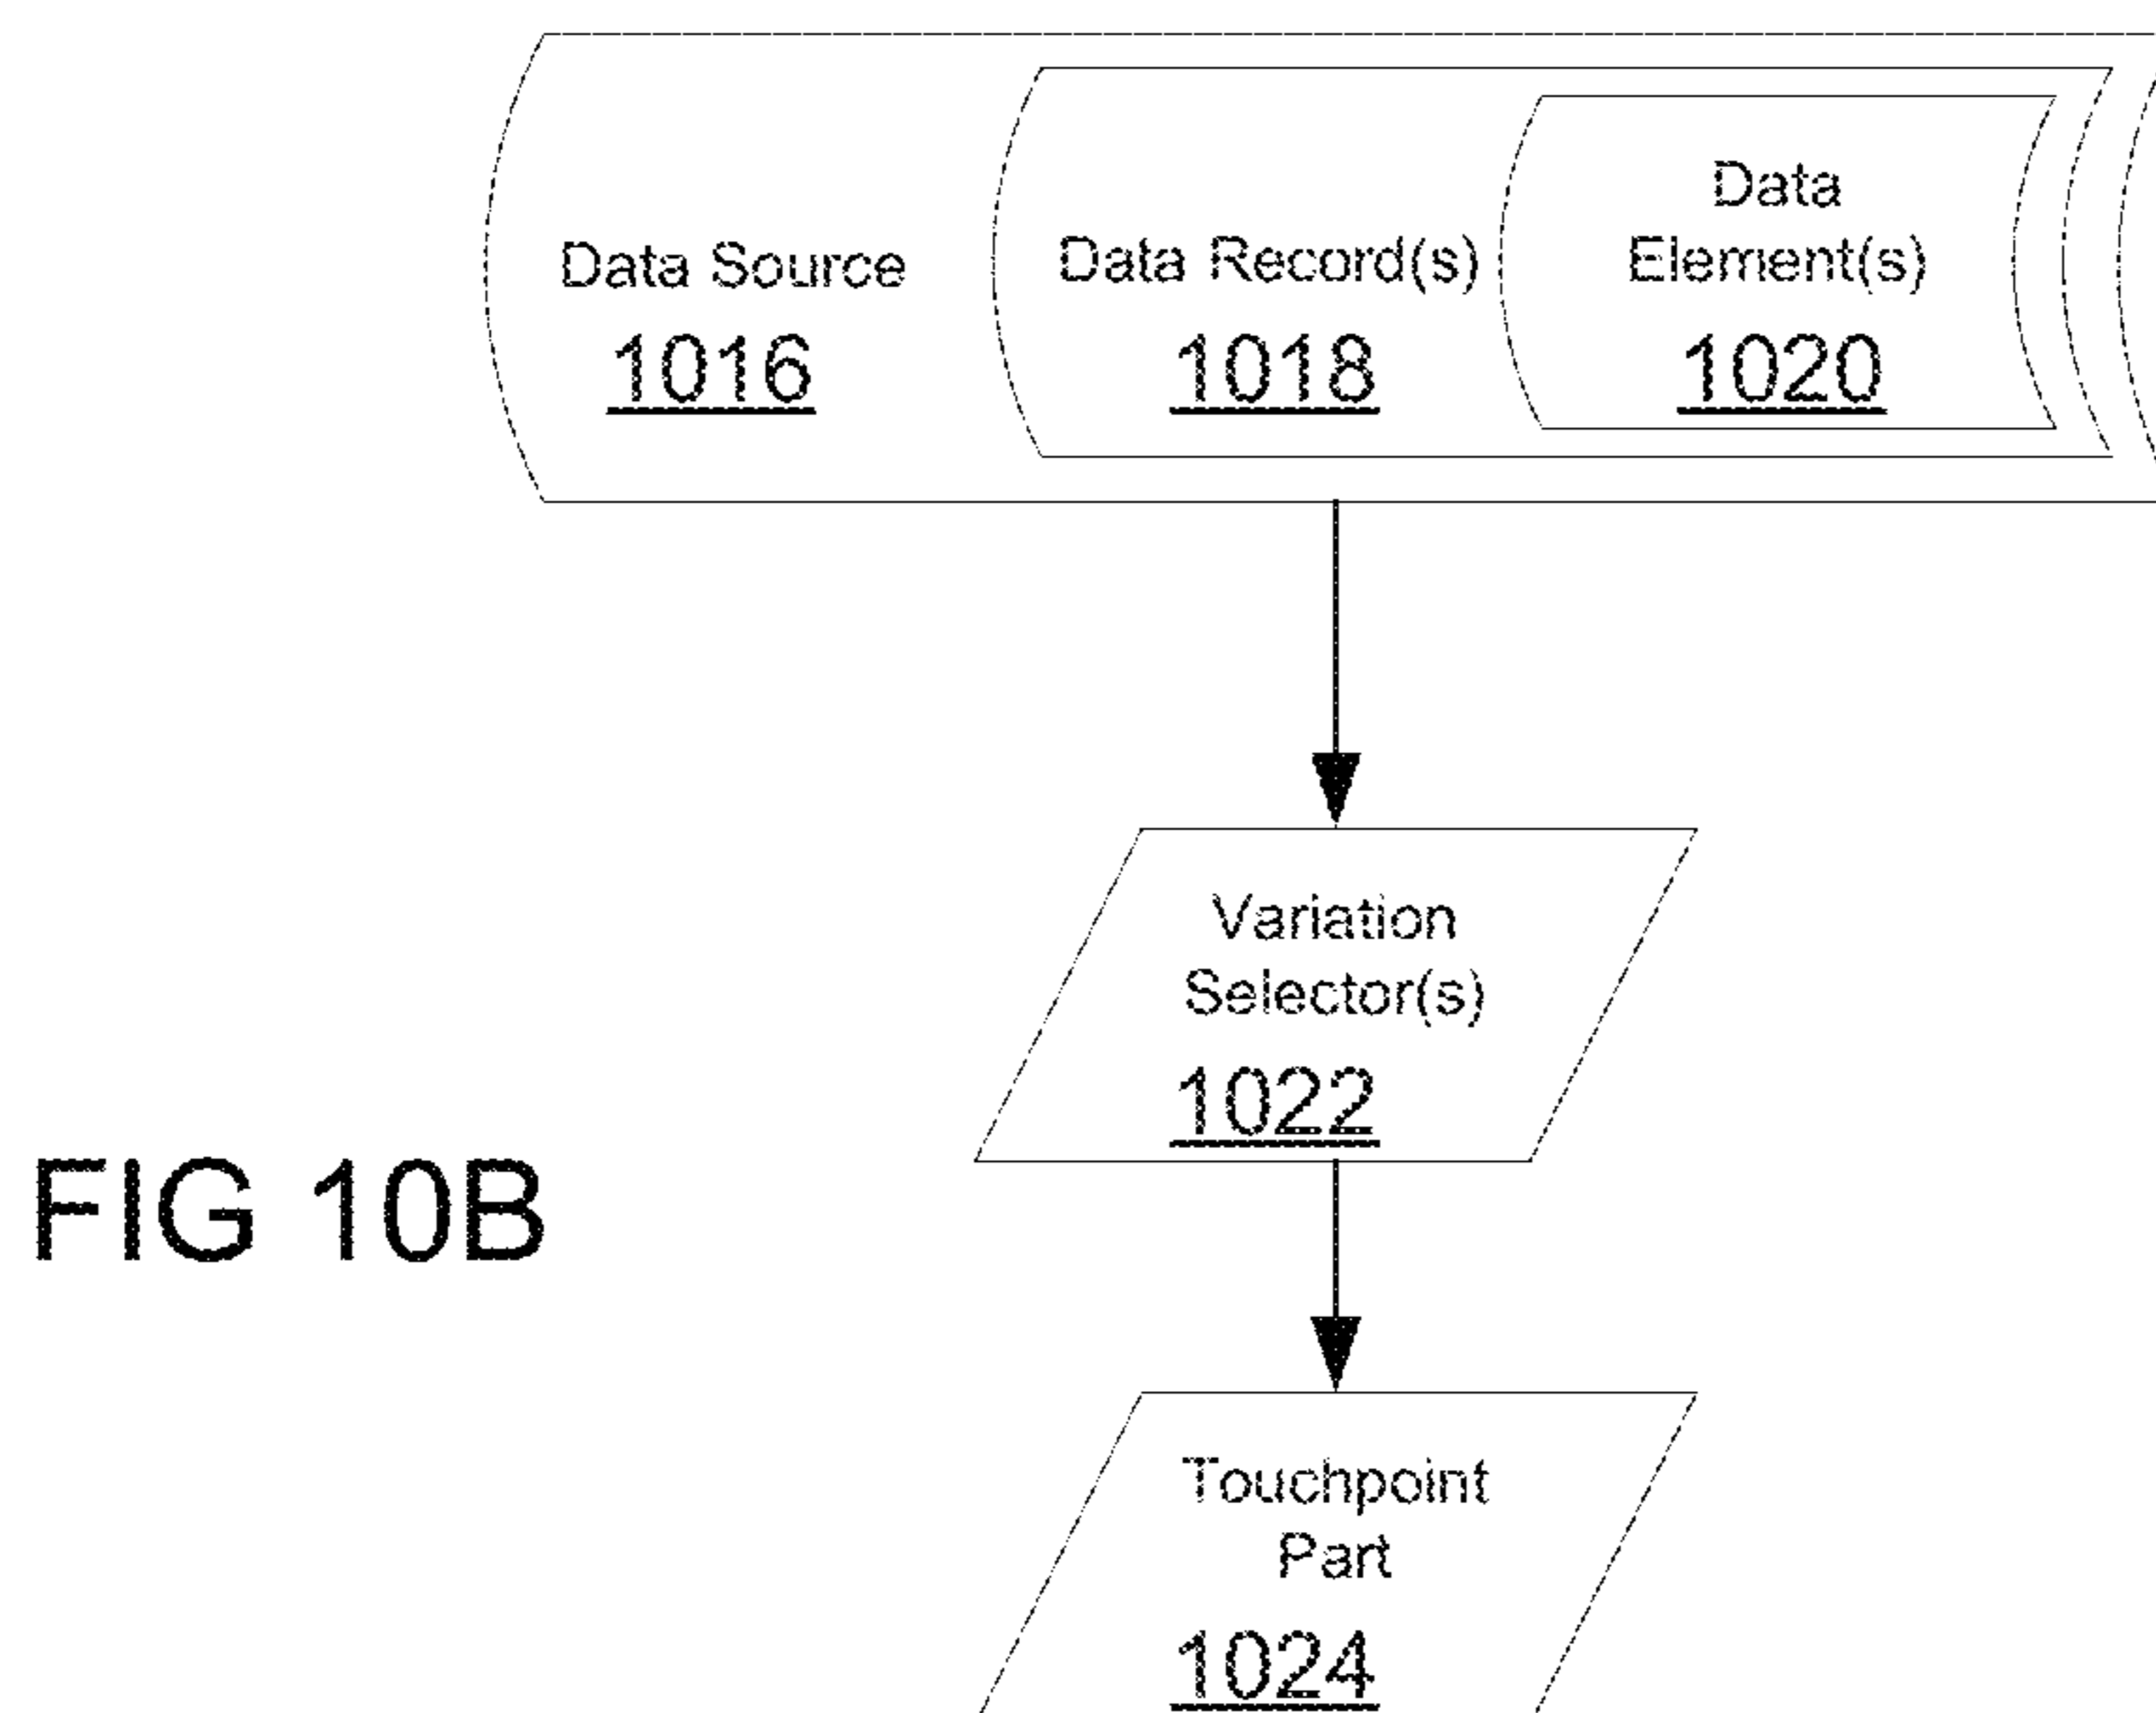 Data Source
1016
Data Record(s)
1018
Data
Element(s)
1020
Variation
Selector(s)
1022
FIG 10B
Touchpoint
Part
1024